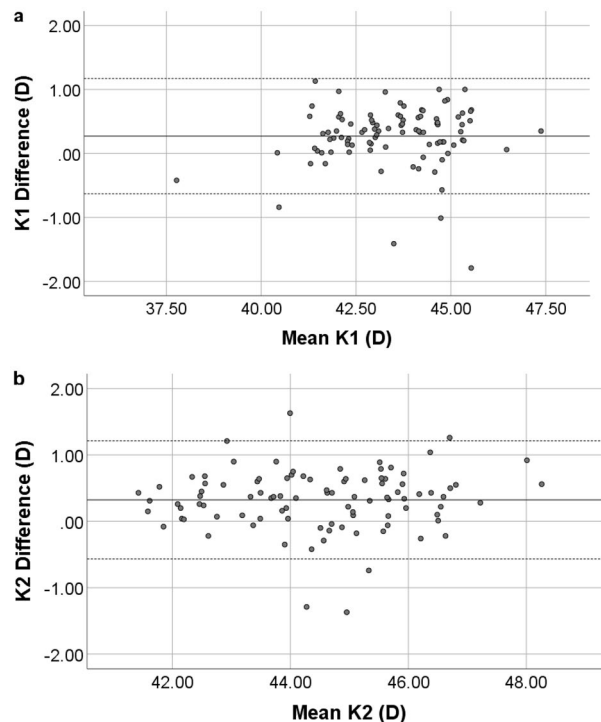 a
2.00
1.00
.00
-1.00
-2.00
K1 Difference (D)
37.50 40.00 42.50 45.00 47.50
Mean K1 (D)
b
2.00
1.00
.00
-1.00
-2.00
K2 Difference (D)
42.00 44.00 46.00 48.00
Mean K2 (D)